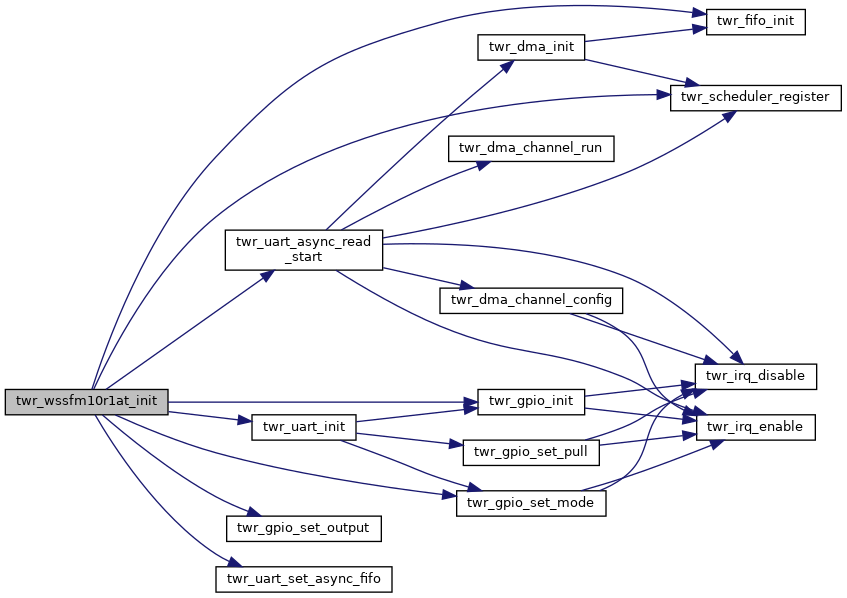 twr_fifo_init
twr_dma_init
twr_scheduler_register
twr_dma_channel_run
twr_uart_async_read
_start
twr_dma_channel_config
twr_irq_disable
twr_wssfm10r1at_init
twr_gpio_init
twr_uart_init
twr_irq_enable
twr_gpio_set_pull
twr_gpio_set_mode
twr_gpio_set_output
twr_uart_set_async_fifo